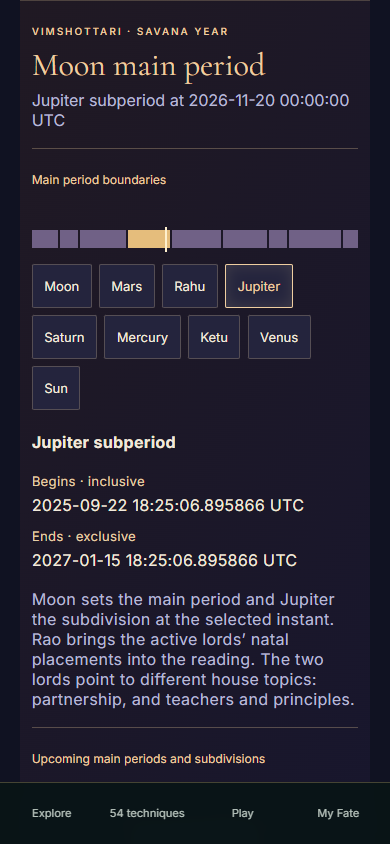 VIMSHOTTARI · SAVANA YEAR
Moon main period
Jupiter subperiod at 2026-11-20 00:00:00
UTC
Main period boundaries
Moon
Mars
Rahu
Jupiter
Saturn
Mercury
Ketu
Venus
Sun
Jupiter subperiod
Begins · inclusive
2025-09-22 18:25:06.895866 UTC
Ends · exclusive
2027-01-15 18:25:06.895866 UTC
Moon sets the main period and Jupiter
the subdivision at the selected instant.
Rao brings the active lords’ natal
placements into the reading. The two
lords point to different house topics:
partnership, and teachers and principles.
Upcoming main periods and subdivisions
Explore
54 techniques
Play
My Fate